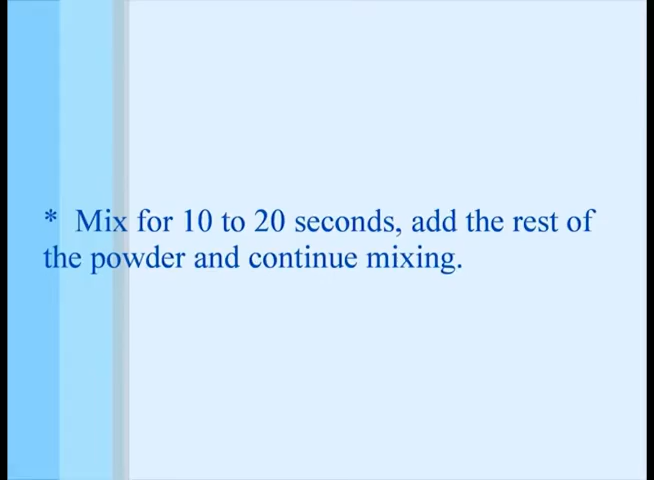 * Mix for 10 to 20 seconds, add the rest of
the powder and continue mixing.